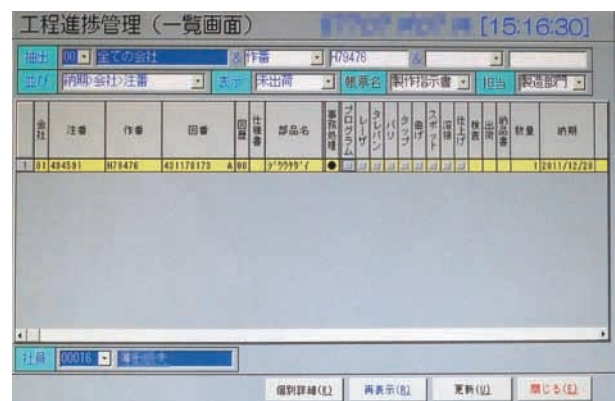 工程進捗管理（一覧画面） [15:16:30]
抽出 00 全ての会社 & 作番 H79476 &
並び 納期>会社>注番 表示 未出荷 帳票名 製作指示書 担当 製造部門
会社 注番 作番 図番 図歴 仕様書 部品名 事務処理 プログラム レーザ タレパン バリ タップ 曲げ スポット 溶接 仕上げ 検査 出荷 納品書 数量 納期
1 01 H79476 431178173 A 00 ● 1 2011/12/28
社員 00016
個別詳細 再表示(R) 更新(U) 閉じる(E)